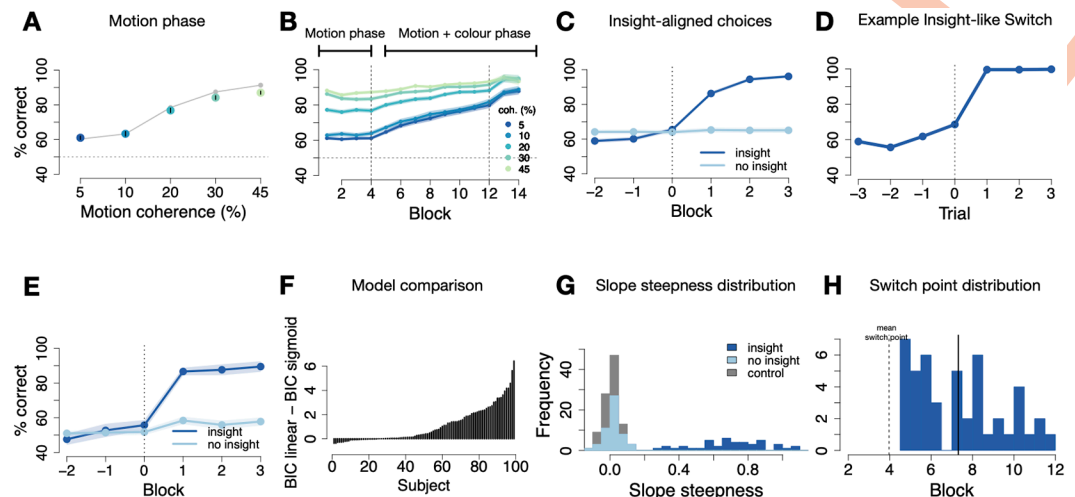 A
Motion phase
% correct
100
80
60
40
5
10
20
30
45
Motion coherence (%)
B
Motion phase
Motion + colour phase
100
80
60
40
coh. (%)
5
10
20
30
45
2
4
6
8
10
12
14
Block
C
Insight-aligned choices
100
80
60
40
insight
no insight
−2
−1
0
1
2
3
Block
D
Example Insight-like Switch
100
80
60
40
−3
−2
−1
0
1
2
3
Trial
E
% correct
100
80
60
40
insight
no insight
−2
−1
0
1
2
3
Block
F
Model comparison
BIC linear − BIC sigmoid
6
4
2
0
0
20
40
60
80
100
Subject
G
Slope steepness distribution
Frequency
40
20
0
insight
no insight
control
0.0
0.4
0.8
Slope steepness
H
Switch point distribution
mean
switch point
6
4
2
0
2
4
6
8
10
12
Block